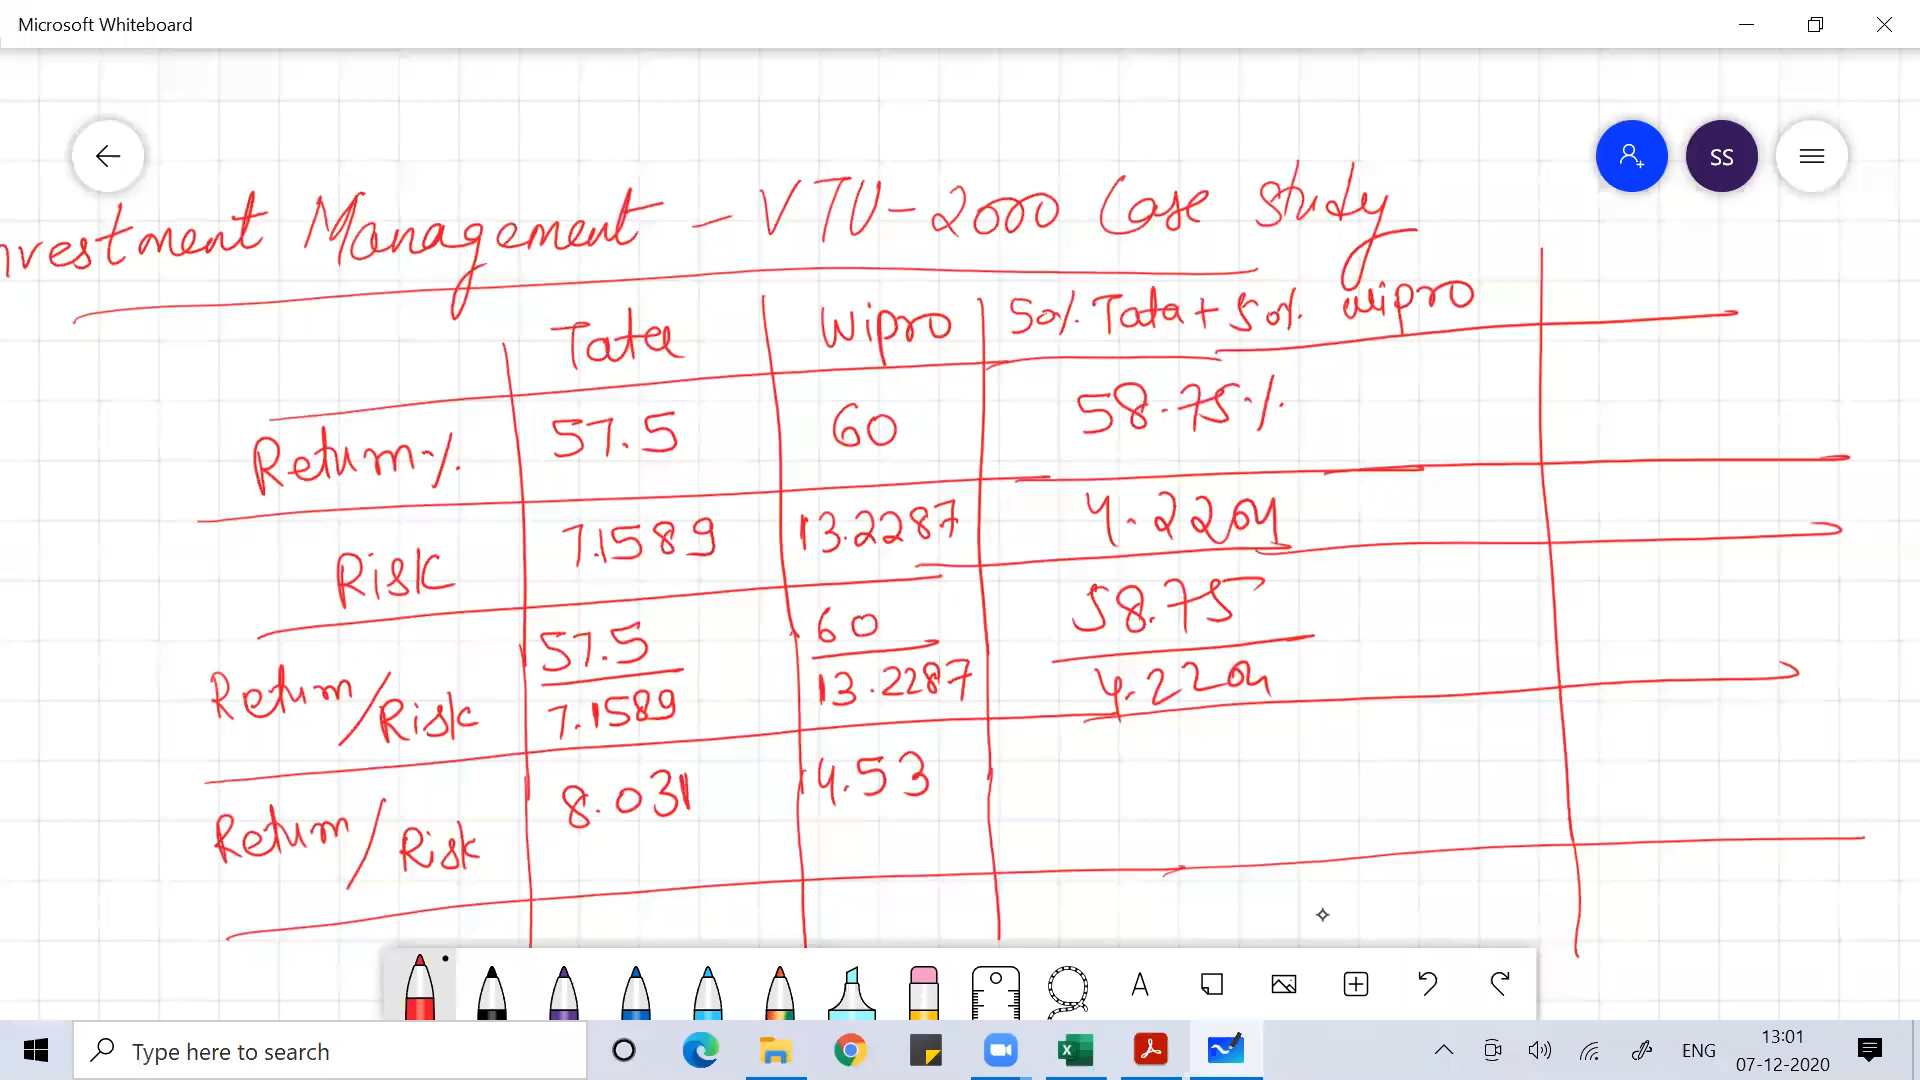 Microsoft Whiteboard
SS
nvestment Management - VTU-2000 Case Study
Tata Wipro 50% Tata + 50% wipro
Return % 57.5 60 58.75%
Risk 7.1589 13.2287 4.2204
Return/Risk 57.5/7.1589 60/13.2287 58.75/4.2204
Return/Risk 8.031 4.53
A
Type here to search
ENG
13:01
07-12-2020